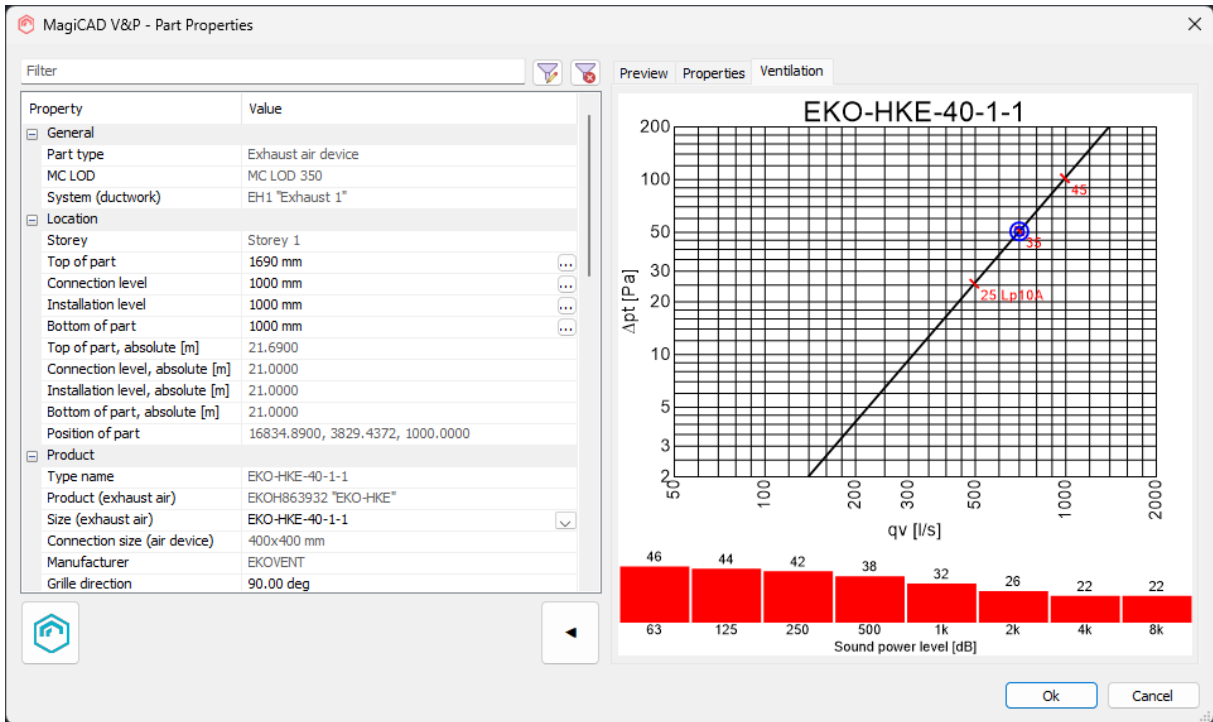 MagiCAD V&P - Part Properties
Filter
Property Value
General
Part type Exhaust air device
MC LOD MC LOD 350
System (ductwork) EH1 "Exhaust 1"
Location
Storey Storey 1
Top of part 1690 mm ...
Connection level 1000 mm ...
Installation level 1000 mm ...
Bottom of part 1000 mm ...
Top of part, absolute [m] 21.6900
Connection level, absolute [m] 21.0000
Installation level, absolute [m] 21.0000
Bottom of part, absolute [m] 21.0000
Position of part 16834.8900, 3829.4372, 1000.0000
Product
Type name EKO-HKE-40-1-1
Product (exhaust air) EKOH863932 "EKO-HKE"
Size (exhaust air) EKO-HKE-40-1-1
Connection size (air device) 400x400 mm
Manufacturer EKOVENT
Grille direction 90.00 deg
Preview Properties Ventilation
EKO-HKE-40-1-1
200
100
45
50
35
30
25 Lp10A
20
10
5
3
2
Δpt [Pa]
50 100 200 300 500 1000 2000
qv [l/s]
46 44 42 38 32 26 22 22
63 125 250 500 1k 2k 4k 8k
Sound power level [dB]
Ok Cancel